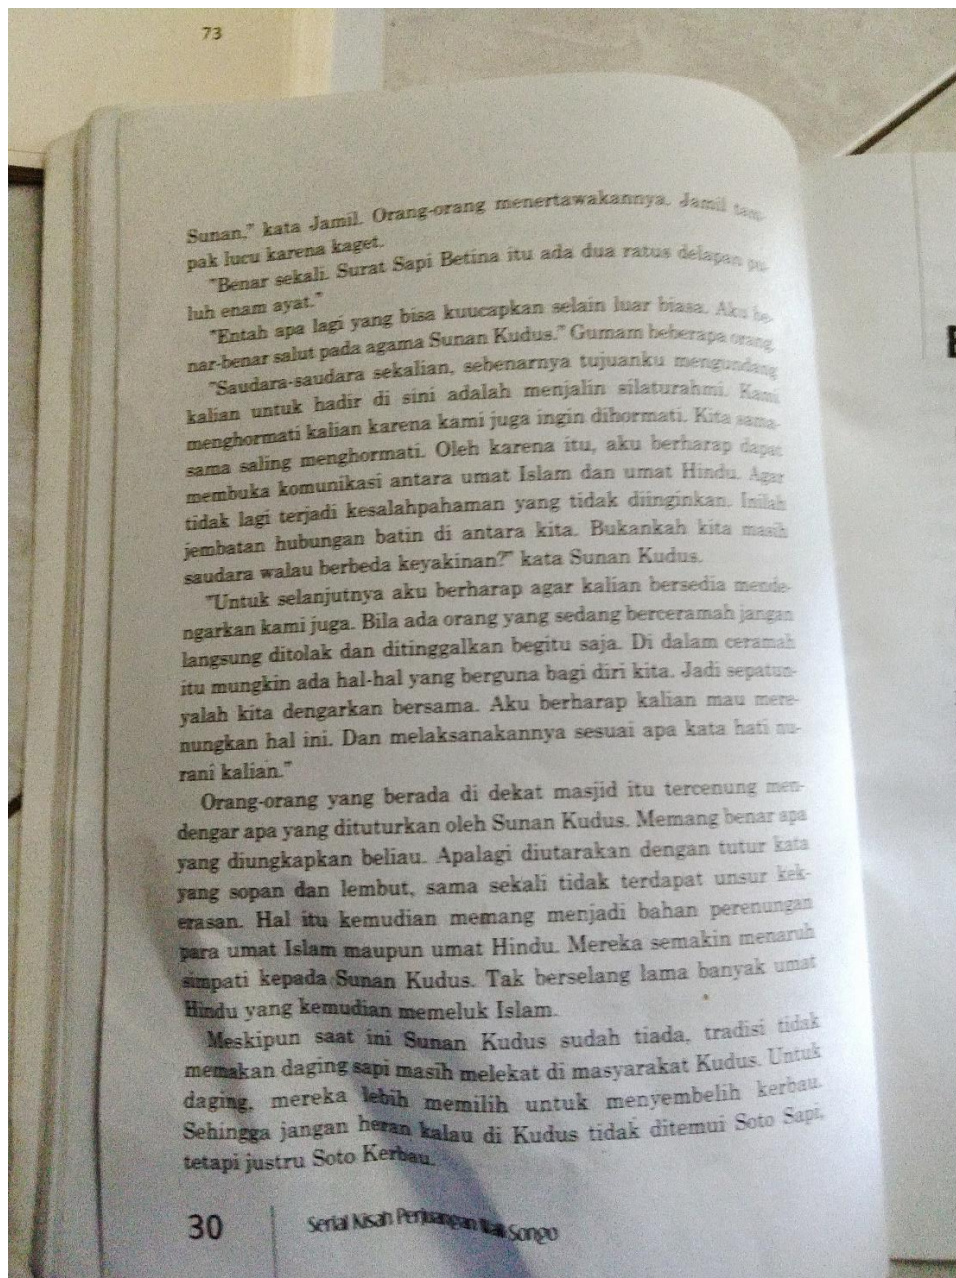 73
Sunan," kata Jamil. Orang-orang menertawakannya. Jamil tam-
pak lucu karena kaget.
"Benar sekali. Surat Sapi Betina itu ada dua ratus delapan pu-
luh enam ayat."
"Entah apa lagi yang bisa kuucapkan selain luar biasa. Aku be-
nar-benar salut pada agama Sunan Kudus." Gumam beberapa orang.
"Saudara-saudara sekalian, sebenarnya tujuanku mengundang
kalian untuk hadir di sini adalah menjalin silaturahmi. Kami
menghormati kalian karena kami juga ingin dihormati. Kita sama-
sama saling menghormati. Oleh karena itu, aku berharap dapat
membuka komunikasi antara umat Islam dan umat Hindu. Agar
tidak lagi terjadi kesalahpahaman yang tidak diinginkan. Inilah
jembatan hubungan batin di antara kita. Bukankah kita masih
saudara walau berbeda keyakinan?" kata Sunan Kudus.
"Untuk selanjutnya aku berharap agar kalian bersedia mende-
ngarkan kami juga. Bila ada orang yang sedang berceramah jangan
langsung ditolak dan ditinggalkan begitu saja. Di dalam ceramah
itu mungkin ada hal-hal yang berguna bagi diri kita. Jadi sepatun-
yalah kita dengarkan bersama. Aku berharap kalian mau mere-
nungkan hal ini. Dan melaksanakannya sesuai apa kata hati nu-
rani kalian."
Orang-orang yang berada di dekat masjid itu tercenung men-
dengar apa yang dituturkan oleh Sunan Kudus. Memang benar apa
yang diungkapkan beliau. Apalagi diutarakan dengan tutur kata
yang sopan dan lembut, sama sekali tidak terdapat unsur kek-
erasan. Hal itu kemudian memang menjadi bahan perenungan
para umat Islam maupun umat Hindu. Mereka semakin menaruh
simpati kepada Sunan Kudus. Tak berselang lama banyak umat
Hindu yang kemudian memeluk Islam.
Meskipun saat ini Sunan Kudus sudah tiada, tradisi tidak
memakan daging sapi masih melekat di masyarakat Kudus. Untuk
daging, mereka lebih memilih untuk menyembelih kerbau.
Sehingga jangan heran kalau di Kudus tidak ditemui Soto Sapi,
tetapi justru Soto Kerbau.
30
Serial Kisah Perjuangan Wali Songo